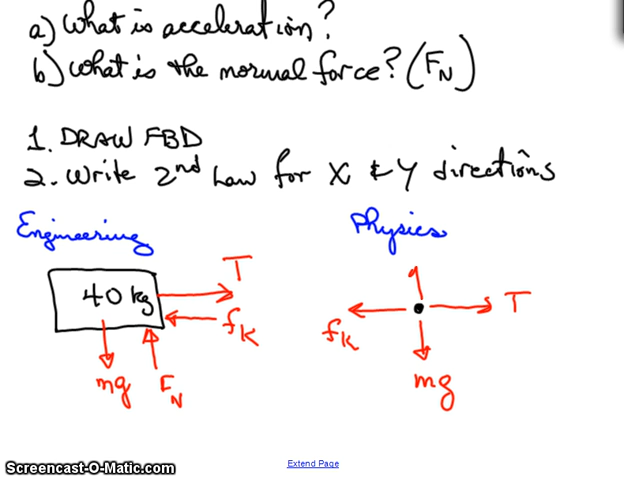 a) What is acceleration?
b) What is the normal force? (FN)
1. DRAW FBD
2. Write 2nd Law for X & Y directions
Engineering
Physics
40 kg
T
fK
mg
FN
T
fK
mg
Extend Page
Screencast-O-Matic.com